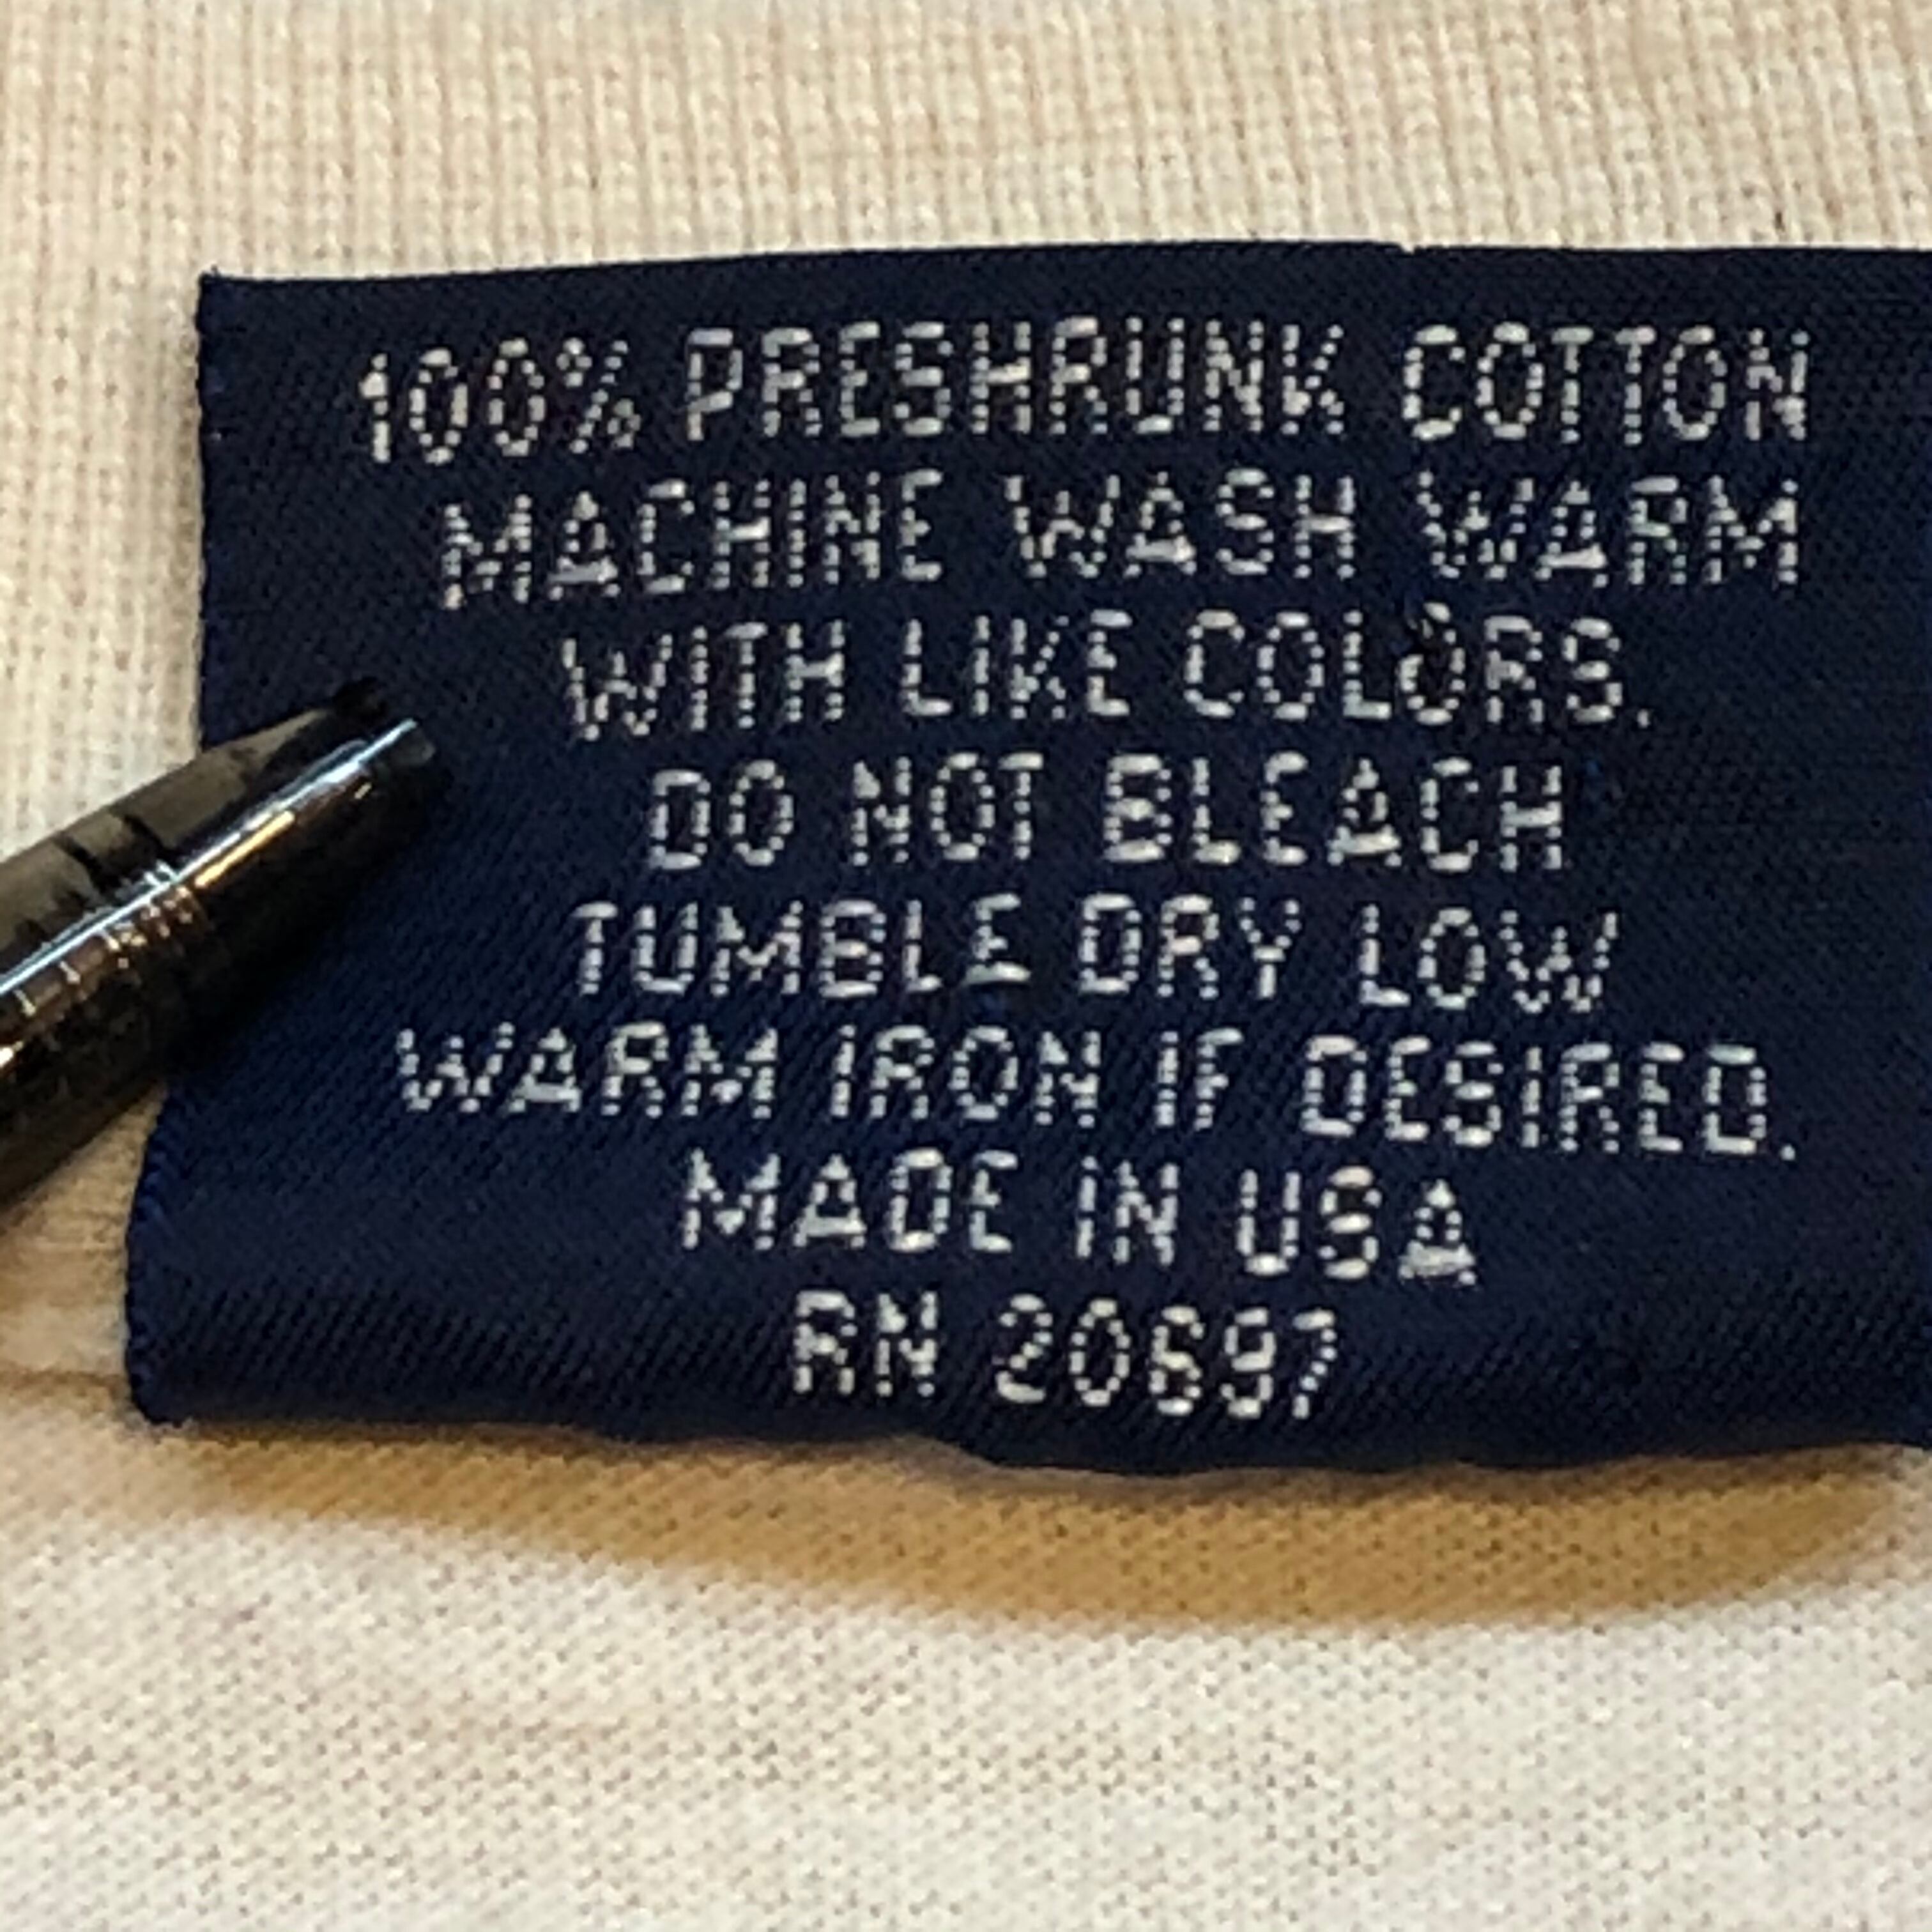 100% PRESHRUNK COTTON
MACHINE WASH WARM
WITH LIKE COLORS.
DO NOT BLEACH
TUMBLE DRY LOW
WARM IRON IF DESIRED.
MADE IN USA
RN 20697